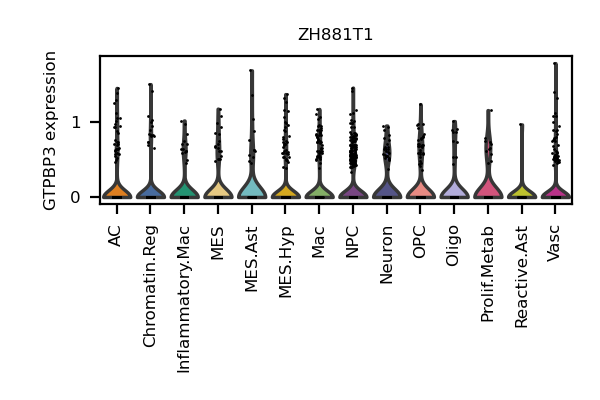 ZH881T1
GTPBP3 expression
1
0
AC
Chromatin.Reg
Inflammatory.Mac
MES
MES.Ast
MES.Hyp
Mac
NPC
Neuron
OPC
Oligo
Prolif.Metab
Reactive.Ast
Vasc